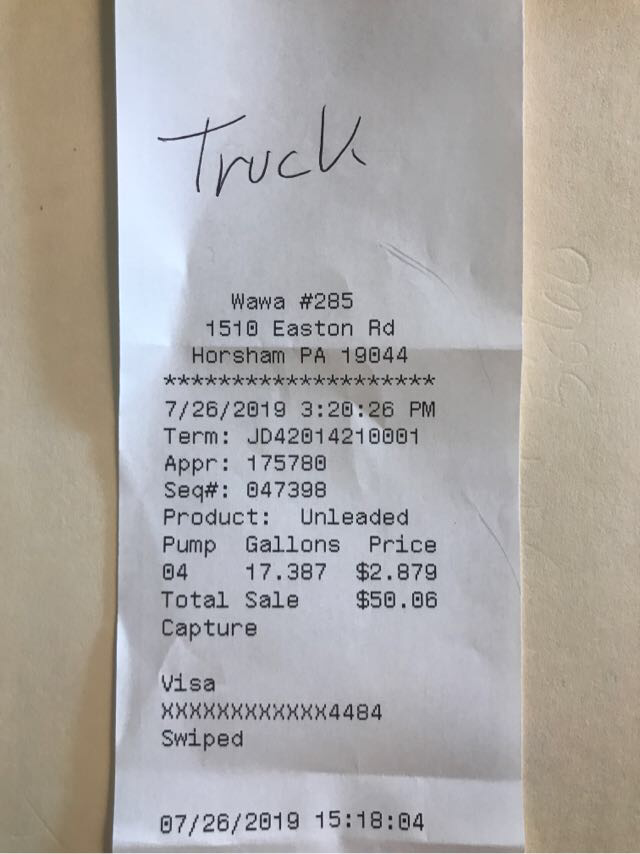 Truck
Wawa #285
1510 Easton Rd
Horsham PA 19044
********************
7/26/2019 3:20:26 PM
Term: JD42014210001
Appr: 175780
Seq#: 047398
Product: Unleaded
Pump Gallons Price
04 17.387 $2.879
Total Sale $50.06
Capture
Visa
XXXXXXXXXXXX4484
Swiped
07/26/2019 15:18:04